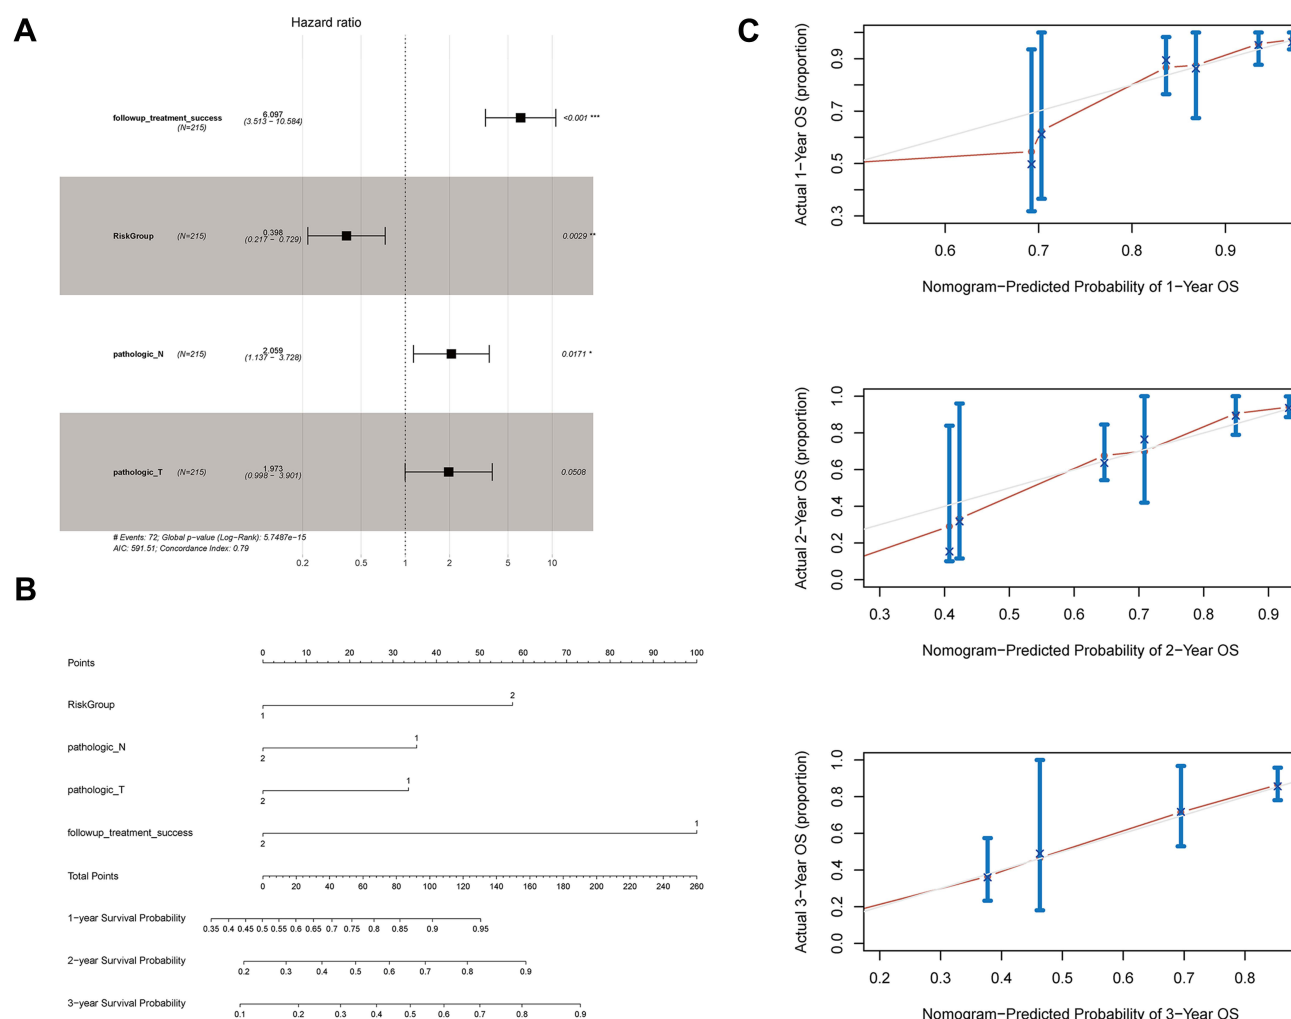 A
Hazard ratio
followup_treatment_success
(N=215)
6.097
(3.513 − 10.584)
<0.001 ***
RiskGroup (N=215)
0.398
(0.217 − 0.729)
0.0029 **
pathologic_N (N=215)
2.059
(1.137 − 3.728)
0.0171 *
pathologic_T (N=215)
1.973
(0.998 − 3.901)
0.0508
# Events: 72; Global p−value (Log−Rank): 5.7487e−15
AIC: 591.51; Concordance Index: 0.79
0.2 0.5 1 2 5 10
B
Points 0 10 20 30 40 50 60 70 80 90 100
RiskGroup 1 2
pathologic_N 2 1
pathologic_T 2 1
followup_treatment_success 2 1
Total Points 0 20 40 60 80 100 120 140 160 180 200 220 240 260
1−year Survival Probability 0.35 0.4 0.45 0.5 0.55 0.6 0.65 0.7 0.75 0.8 0.85 0.9 0.95
2−year Survival Probability 0.2 0.3 0.4 0.5 0.6 0.7 0.8 0.9
3−year Survival Probability 0.1 0.2 0.3 0.4 0.5 0.6 0.7 0.8 0.9
C
Actual 1−Year OS (proportion)
0.3 0.5 0.7 0.9
0.6 0.7 0.8 0.9
Nomogram−Predicted Probability of 1−Year OS
Actual 2−Year OS (proportion)
0.0 0.2 0.4 0.6 0.8 1.0
0.3 0.4 0.5 0.6 0.7 0.8 0.9
Nomogram−Predicted Probability of 2−Year OS
Actual 3−Year OS (proportion)
0.0 0.2 0.4 0.6 0.8 1.0
0.2 0.3 0.4 0.5 0.6 0.7 0.8
Nomogram−Predicted Probability of 3−Year OS